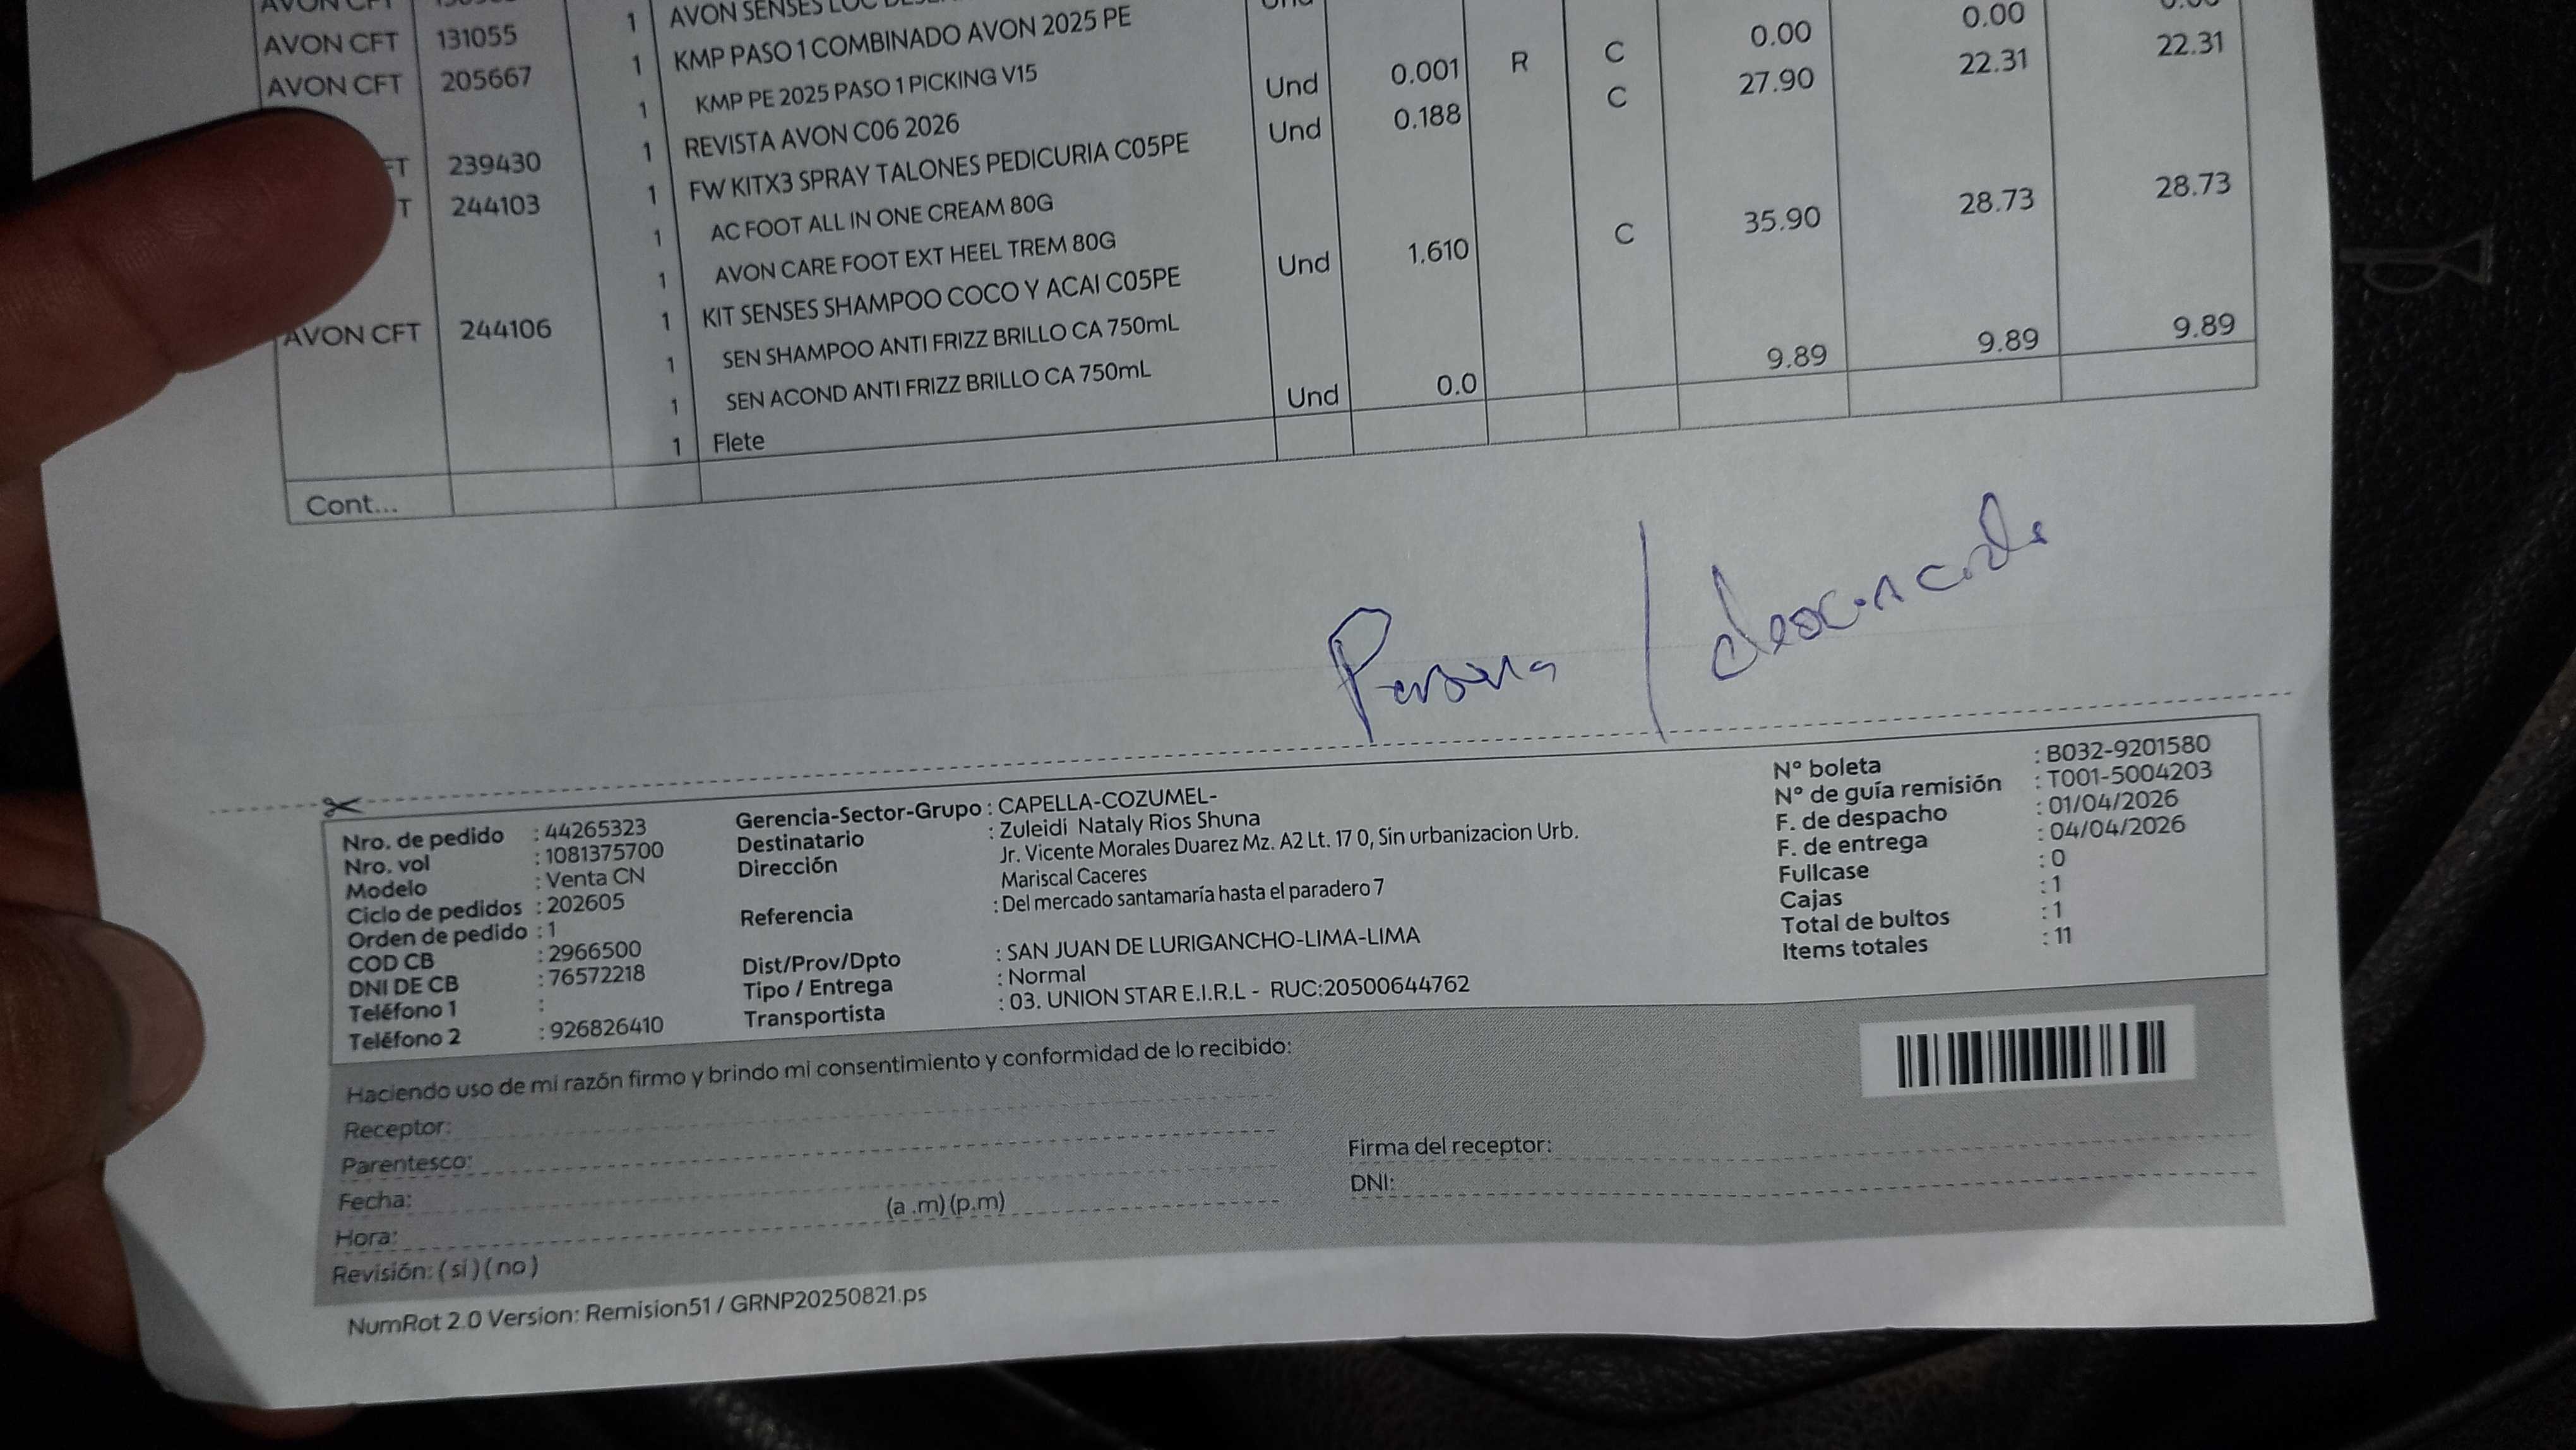 AVON CFT 131055 1 AVON SENSES
AVON CFT 205667 1 KMP PASO 1 COMBINADO AVON 2025 PE Und 0.001 R C 0.00 0.00
1 KMP PE 2025 PASO 1 PICKING V15
239430 1 REVISTA AVON C06 2026 Und 0.188 C 27.90 22.31 22.31
244103 1 FW KITX3 SPRAY TALONES PEDICURIA C05PE
1 AC FOOT ALL IN ONE CREAM 80G
1 AVON CARE FOOT EXT HEEL TREM 80G
AVON CFT 244106 1 KIT SENSES SHAMPOO COCO Y ACAI C05PE Und 1.610 C 35.90 28.73 28.73
1 SEN SHAMPOO ANTI FRIZZ BRILLO CA 750mL
1 SEN ACOND ANTI FRIZZ BRILLO CA 750mL
1 Flete Und 0.0 9.89 9.89 9.89
Cont...
Persona / desconocida
Nro. de pedido : 44265323
Nro. vol : 1081375700
Modelo : Venta CN
Ciclo de pedidos : 202605
Orden de pedido : 1
COD CB : 2966500
DNI DE CB : 76572218
Teléfono 1 :
Teléfono 2 : 926826410
Gerencia-Sector-Grupo : CAPELLA-COZUMEL-
Destinatario : Zuleidi Nataly Rios Shuna
Dirección Jr. Vicente Morales Duarez Mz. A2 Lt. 17 0, Sin urbanizacion Urb.
Mariscal Caceres
Referencia : Del mercado santamaría hasta el paradero 7
Dist/Prov/Dpto : SAN JUAN DE LURIGANCHO-LIMA-LIMA
Tipo / Entrega : Normal
Transportista : 03. UNION STAR E.I.R.L - RUC:20500644762
N° boleta : B032-9201580
N° de guía remisión : T001-5004203
F. de despacho : 01/04/2026
F. de entrega : 04/04/2026
Fullcase : 0
Cajas : 1
Total de bultos : 1
Items totales : 11
Haciendo uso de mi razón firmo y brindo mi consentimiento y conformidad de lo recibido:
Receptor:
Parentesco:
Fecha:
Hora: (a .m) (p.m)
Revisión: ( si ) ( no )
Firma del receptor:
DNI:
NumRot 2.0 Version: Remision51 / GRNP20250821.ps